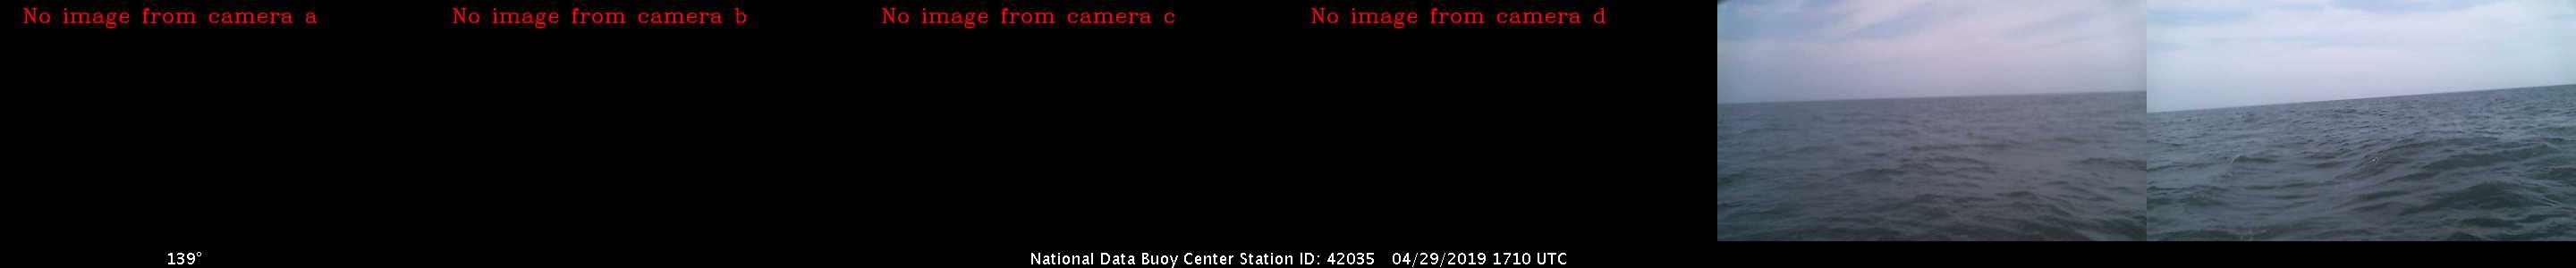 No image from camera a
No image from camera b
No image from camera c
No image from camera d
139°
National Data Buoy Center Station ID: 42035 04/29/2019 1710 UTC